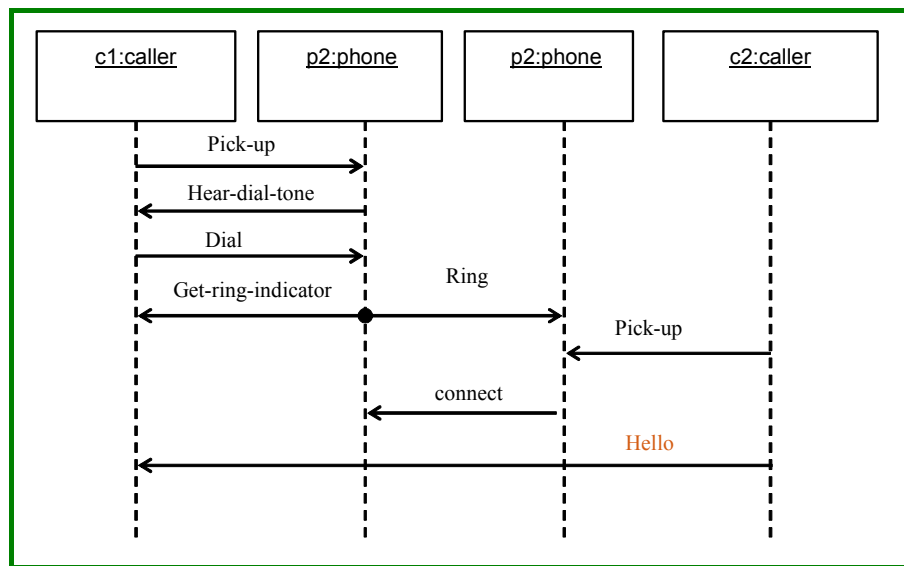 c1:caller
p2:phone
p2:phone
c2:caller
Pick-up
Hear-dial-tone
Dial
Get-ring-indicator
Ring
Pick-up
connect
Hello